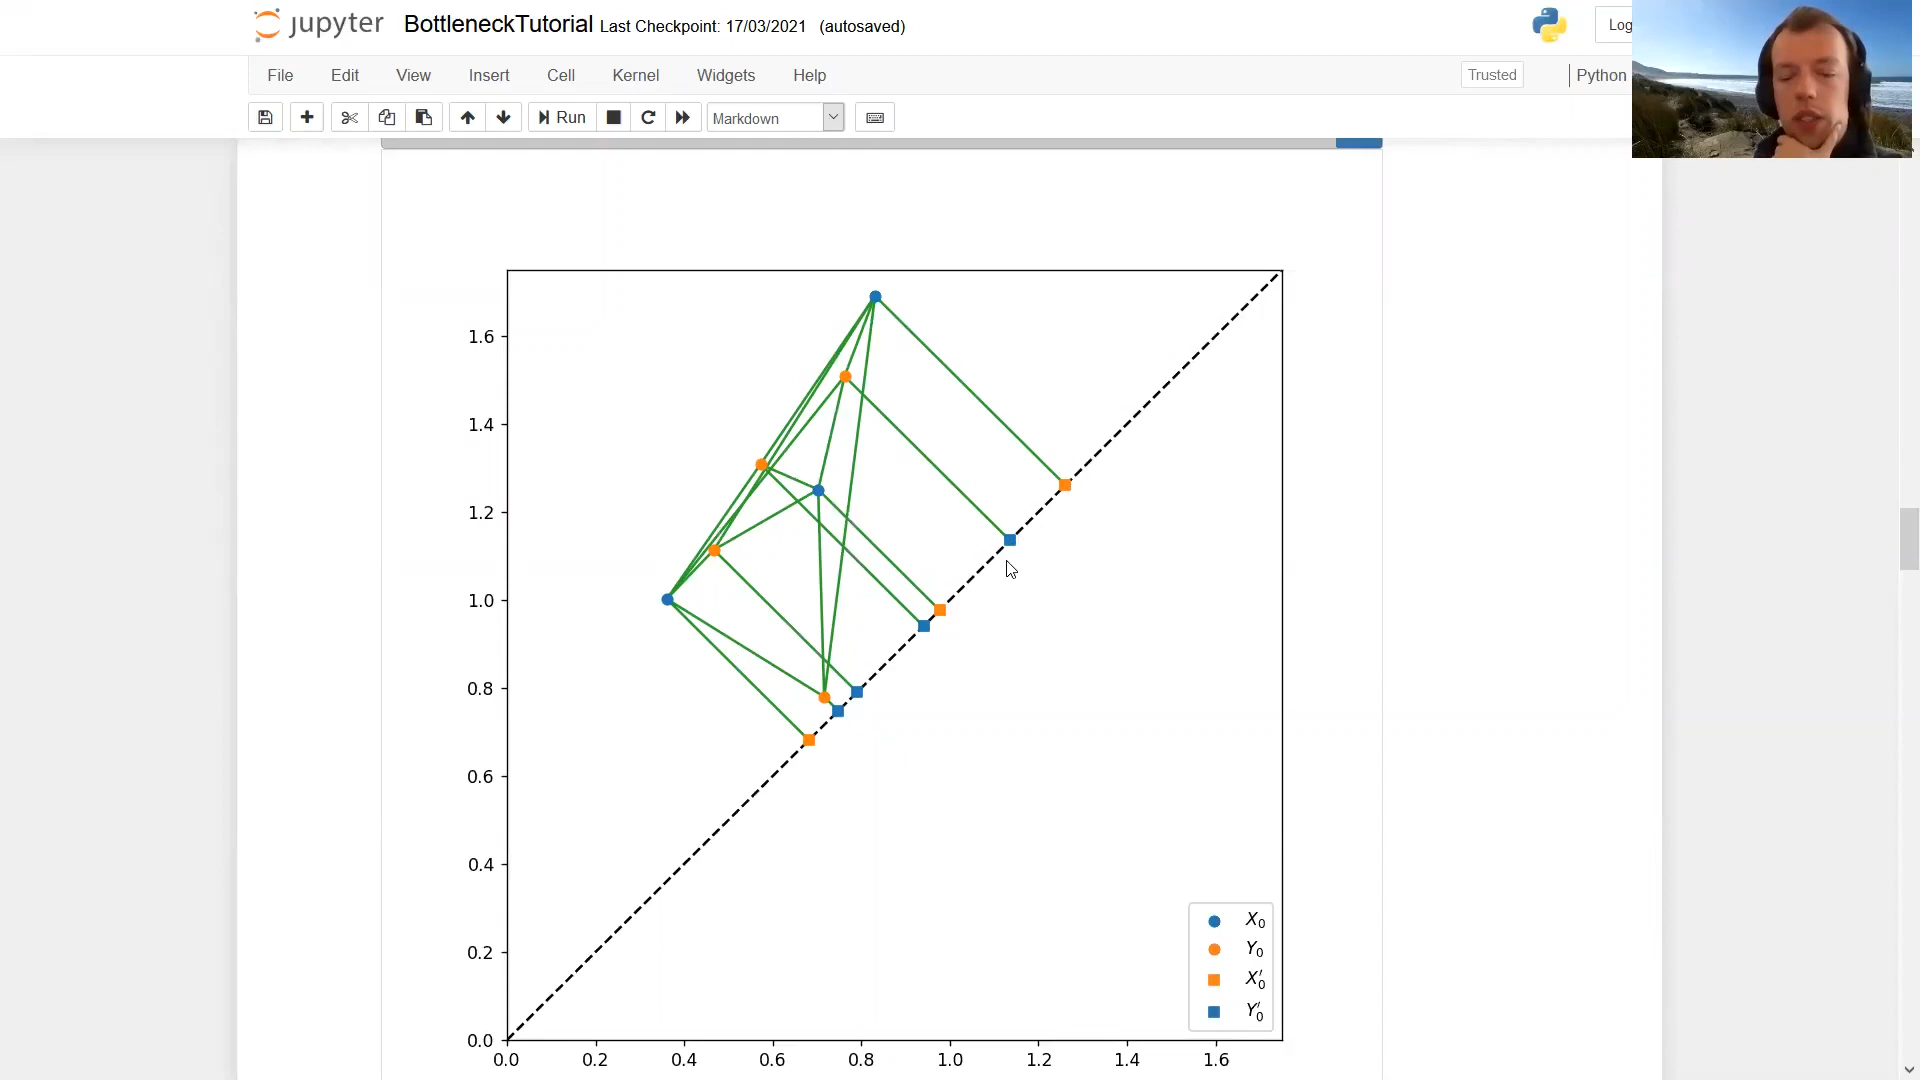 jupyter BottleneckTutorial Last Checkpoint: 17/03/2021 (autosaved)
Log
File Edit View Insert Cell Kernel Widgets Help
Trusted
Python
Run
Markdown
1.6
1.4
1.2
1.0
0.8
0.6
0.4
0.2
0.0
X₀
Y₀
X₀′
Y₀′
0.0 0.2 0.4 0.6 0.8 1.0 1.2 1.4 1.6